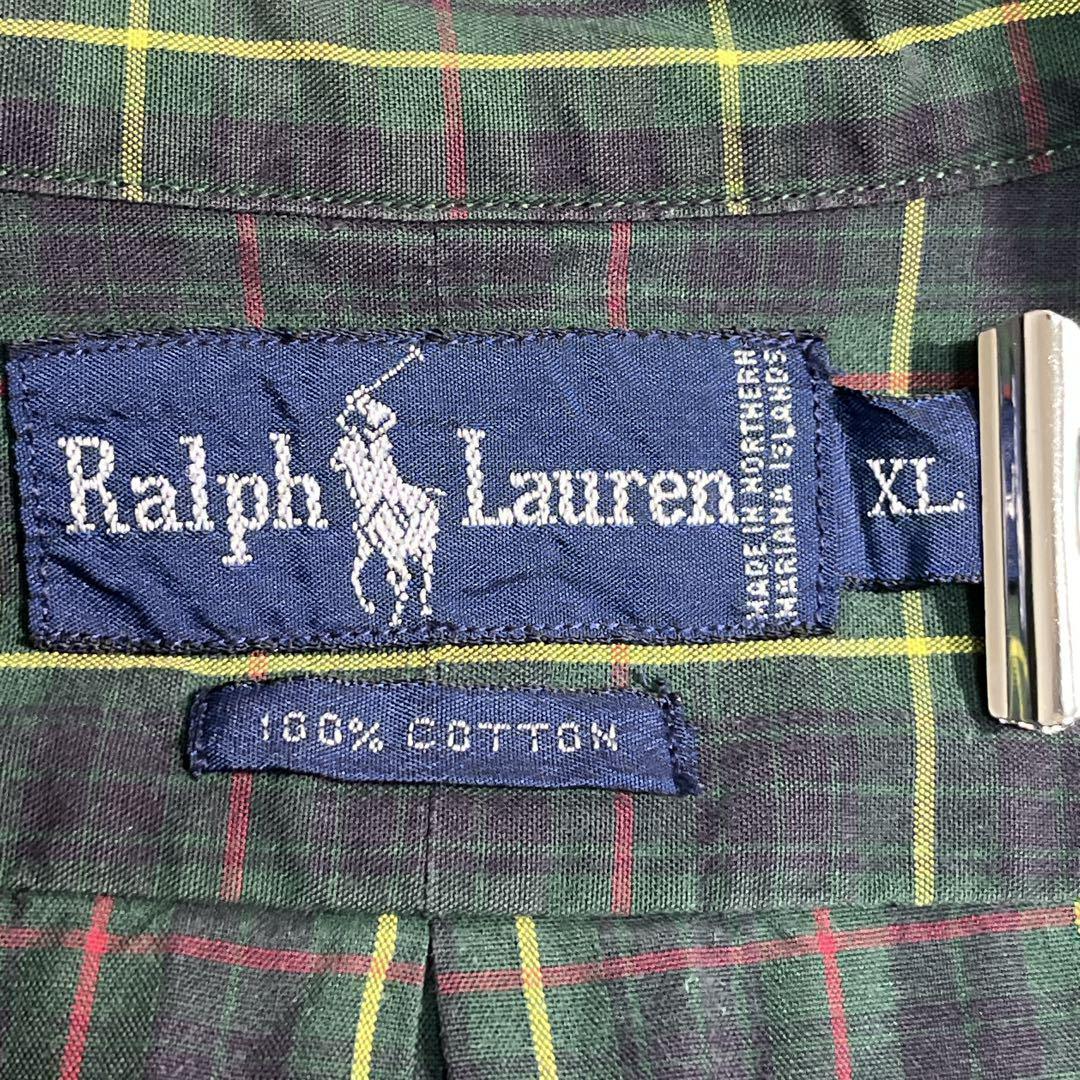 Ralph Lauren
MADE IN NORTHERN
MARIANA ISLANDS
XL
100% COTTON